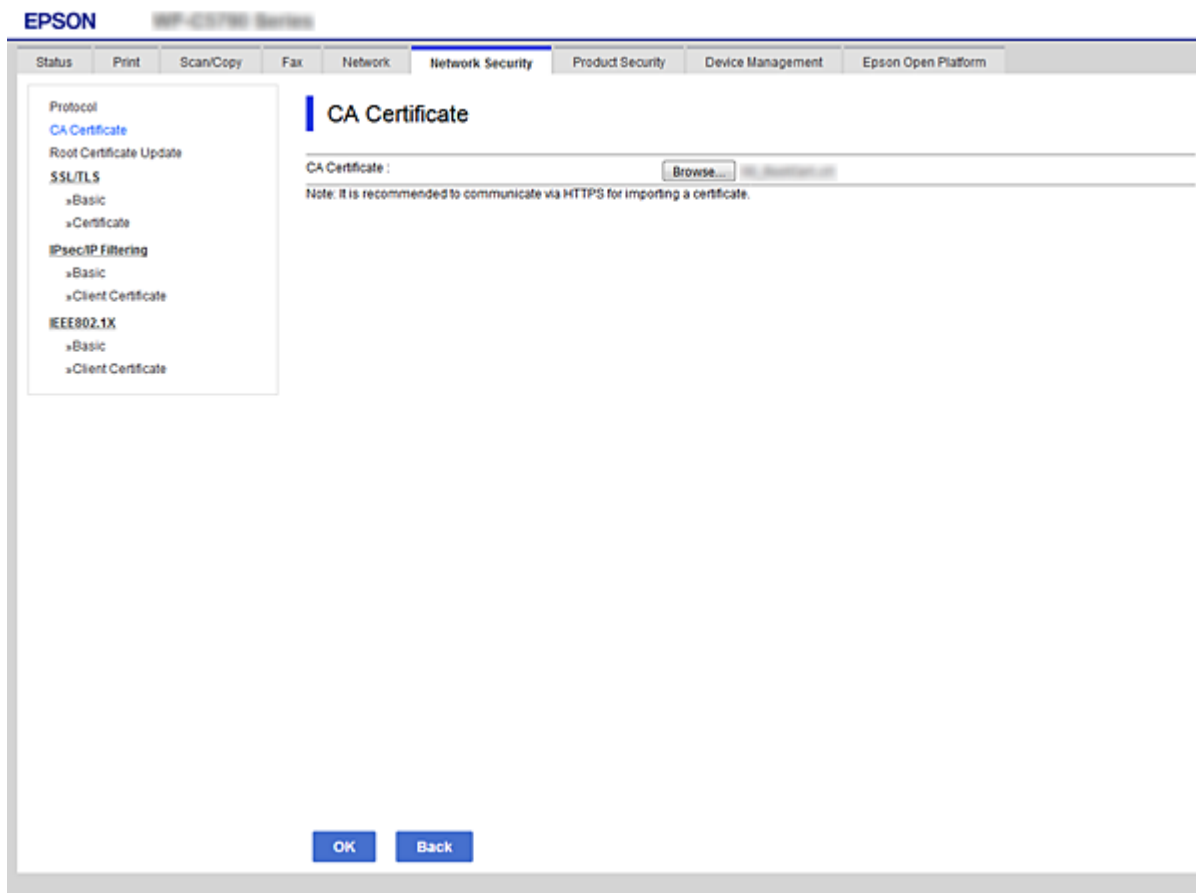 EPSON
Status Print Scan/Copy Fax Network Network Security Product Security Device Management Epson Open Platform
Protocol
CA Certificate
Root Certificate Update
SSL/TLS
»Basic
»Certificate
IPsec/IP Filtering
»Basic
»Client Certificate
IEEE802.1X
»Basic
»Client Certificate
CA Certificate
CA Certificate :
Browse...
Note: It is recommended to communicate via HTTPS for importing a certificate.
OK
Back